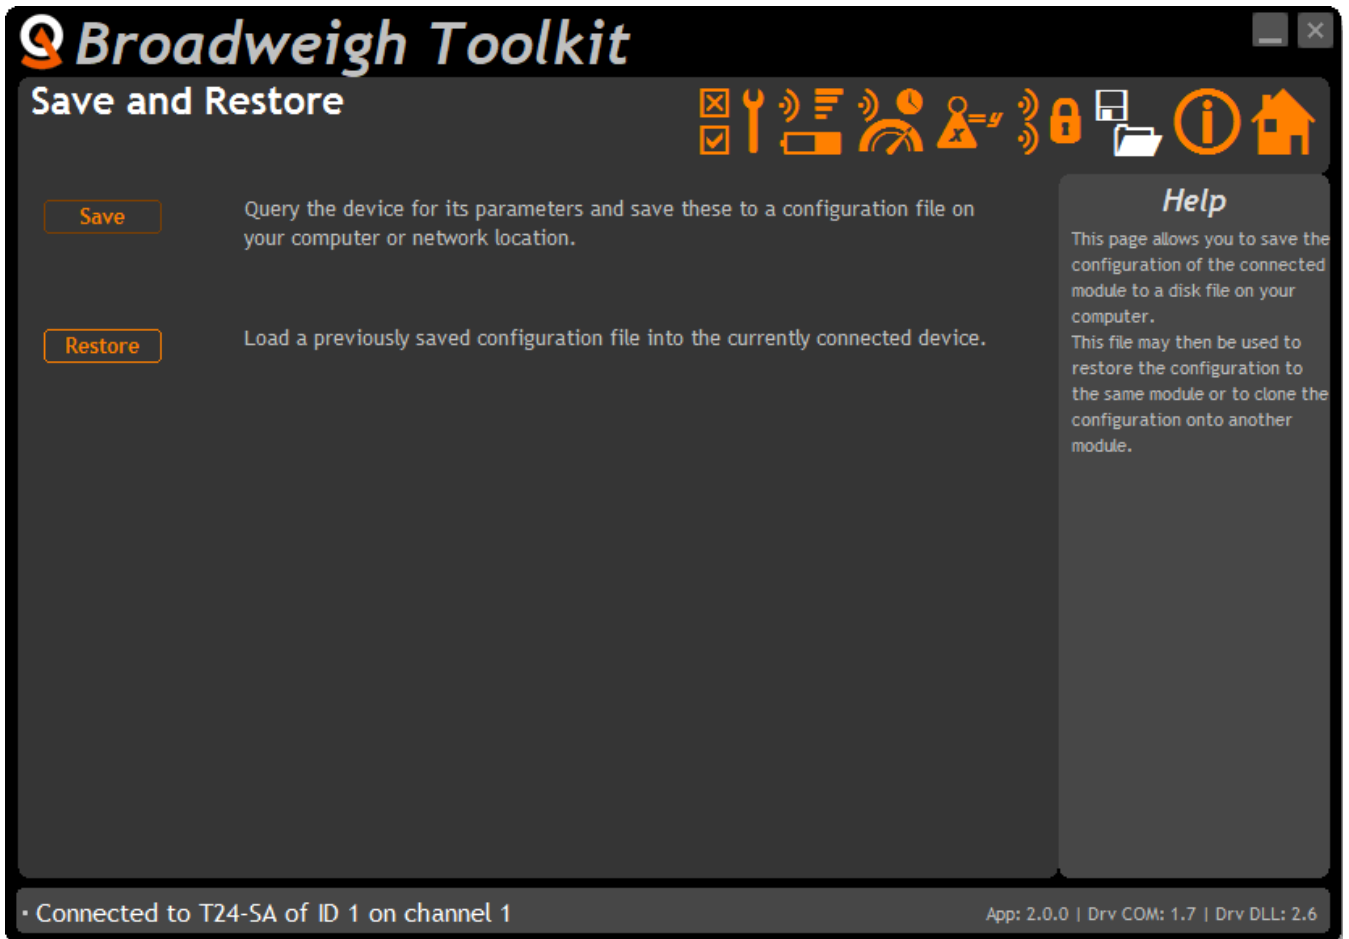 Broadweigh Toolkit
Save and Restore
x=y
i
Save
Query the device for its parameters and save these to a configuration file on
your computer or network location.
Restore
Load a previously saved configuration file into the currently connected device.
Help
This page allows you to save the
configuration of the connected
module to a disk file on your
computer.
This file may then be used to
restore the configuration to
the same module or to clone the
configuration onto another
module.
Connected to T24-SA of ID 1 on channel 1
App: 2.0.0 | Drv COM: 1.7 | Drv DLL: 2.6